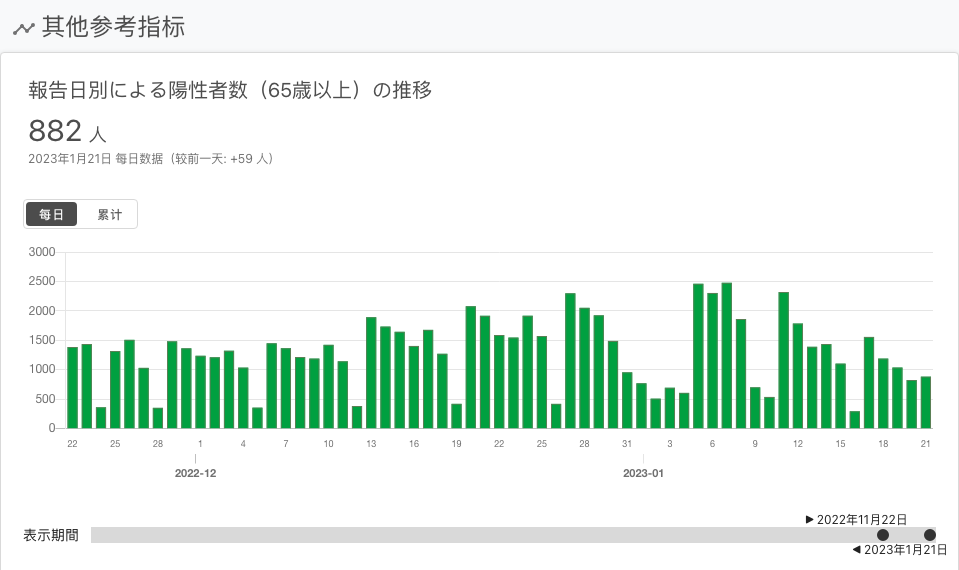 其他参考指标
報告日別による陽性者数（65歳以上）の推移
882 人
2023年1月21日 每日数据（较前一天: +59 人）
每日 累计
3000
2500
2000
1500
1000
500
0
22 25 28 1 4 7 10 13 16 19 22 25 28 31 3 6 9 12 15 18 21
2022-12 2023-01
▶ 2022年11月22日
表示期間
◀ 2023年1月21日